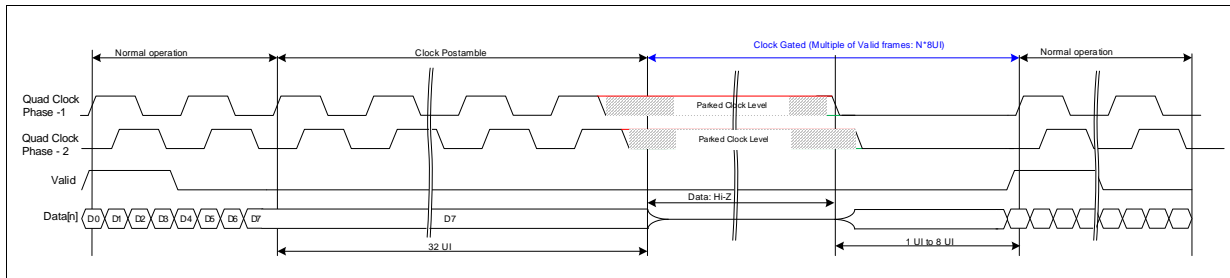 Normal operation
Clock Postamble
Clock Gated (Multiple of Valid frames: N*8UI)
Normal operation
Quad Clock
Phase -1
Parked Clock Level
Quad Clock
Phase - 2
Parked Clock Level
Valid
Data: Hi-Z
Data[n]
D0 D1 D2 D3 D4 D5 D6 D7
D7
32 UI
1 UI to 8 UI